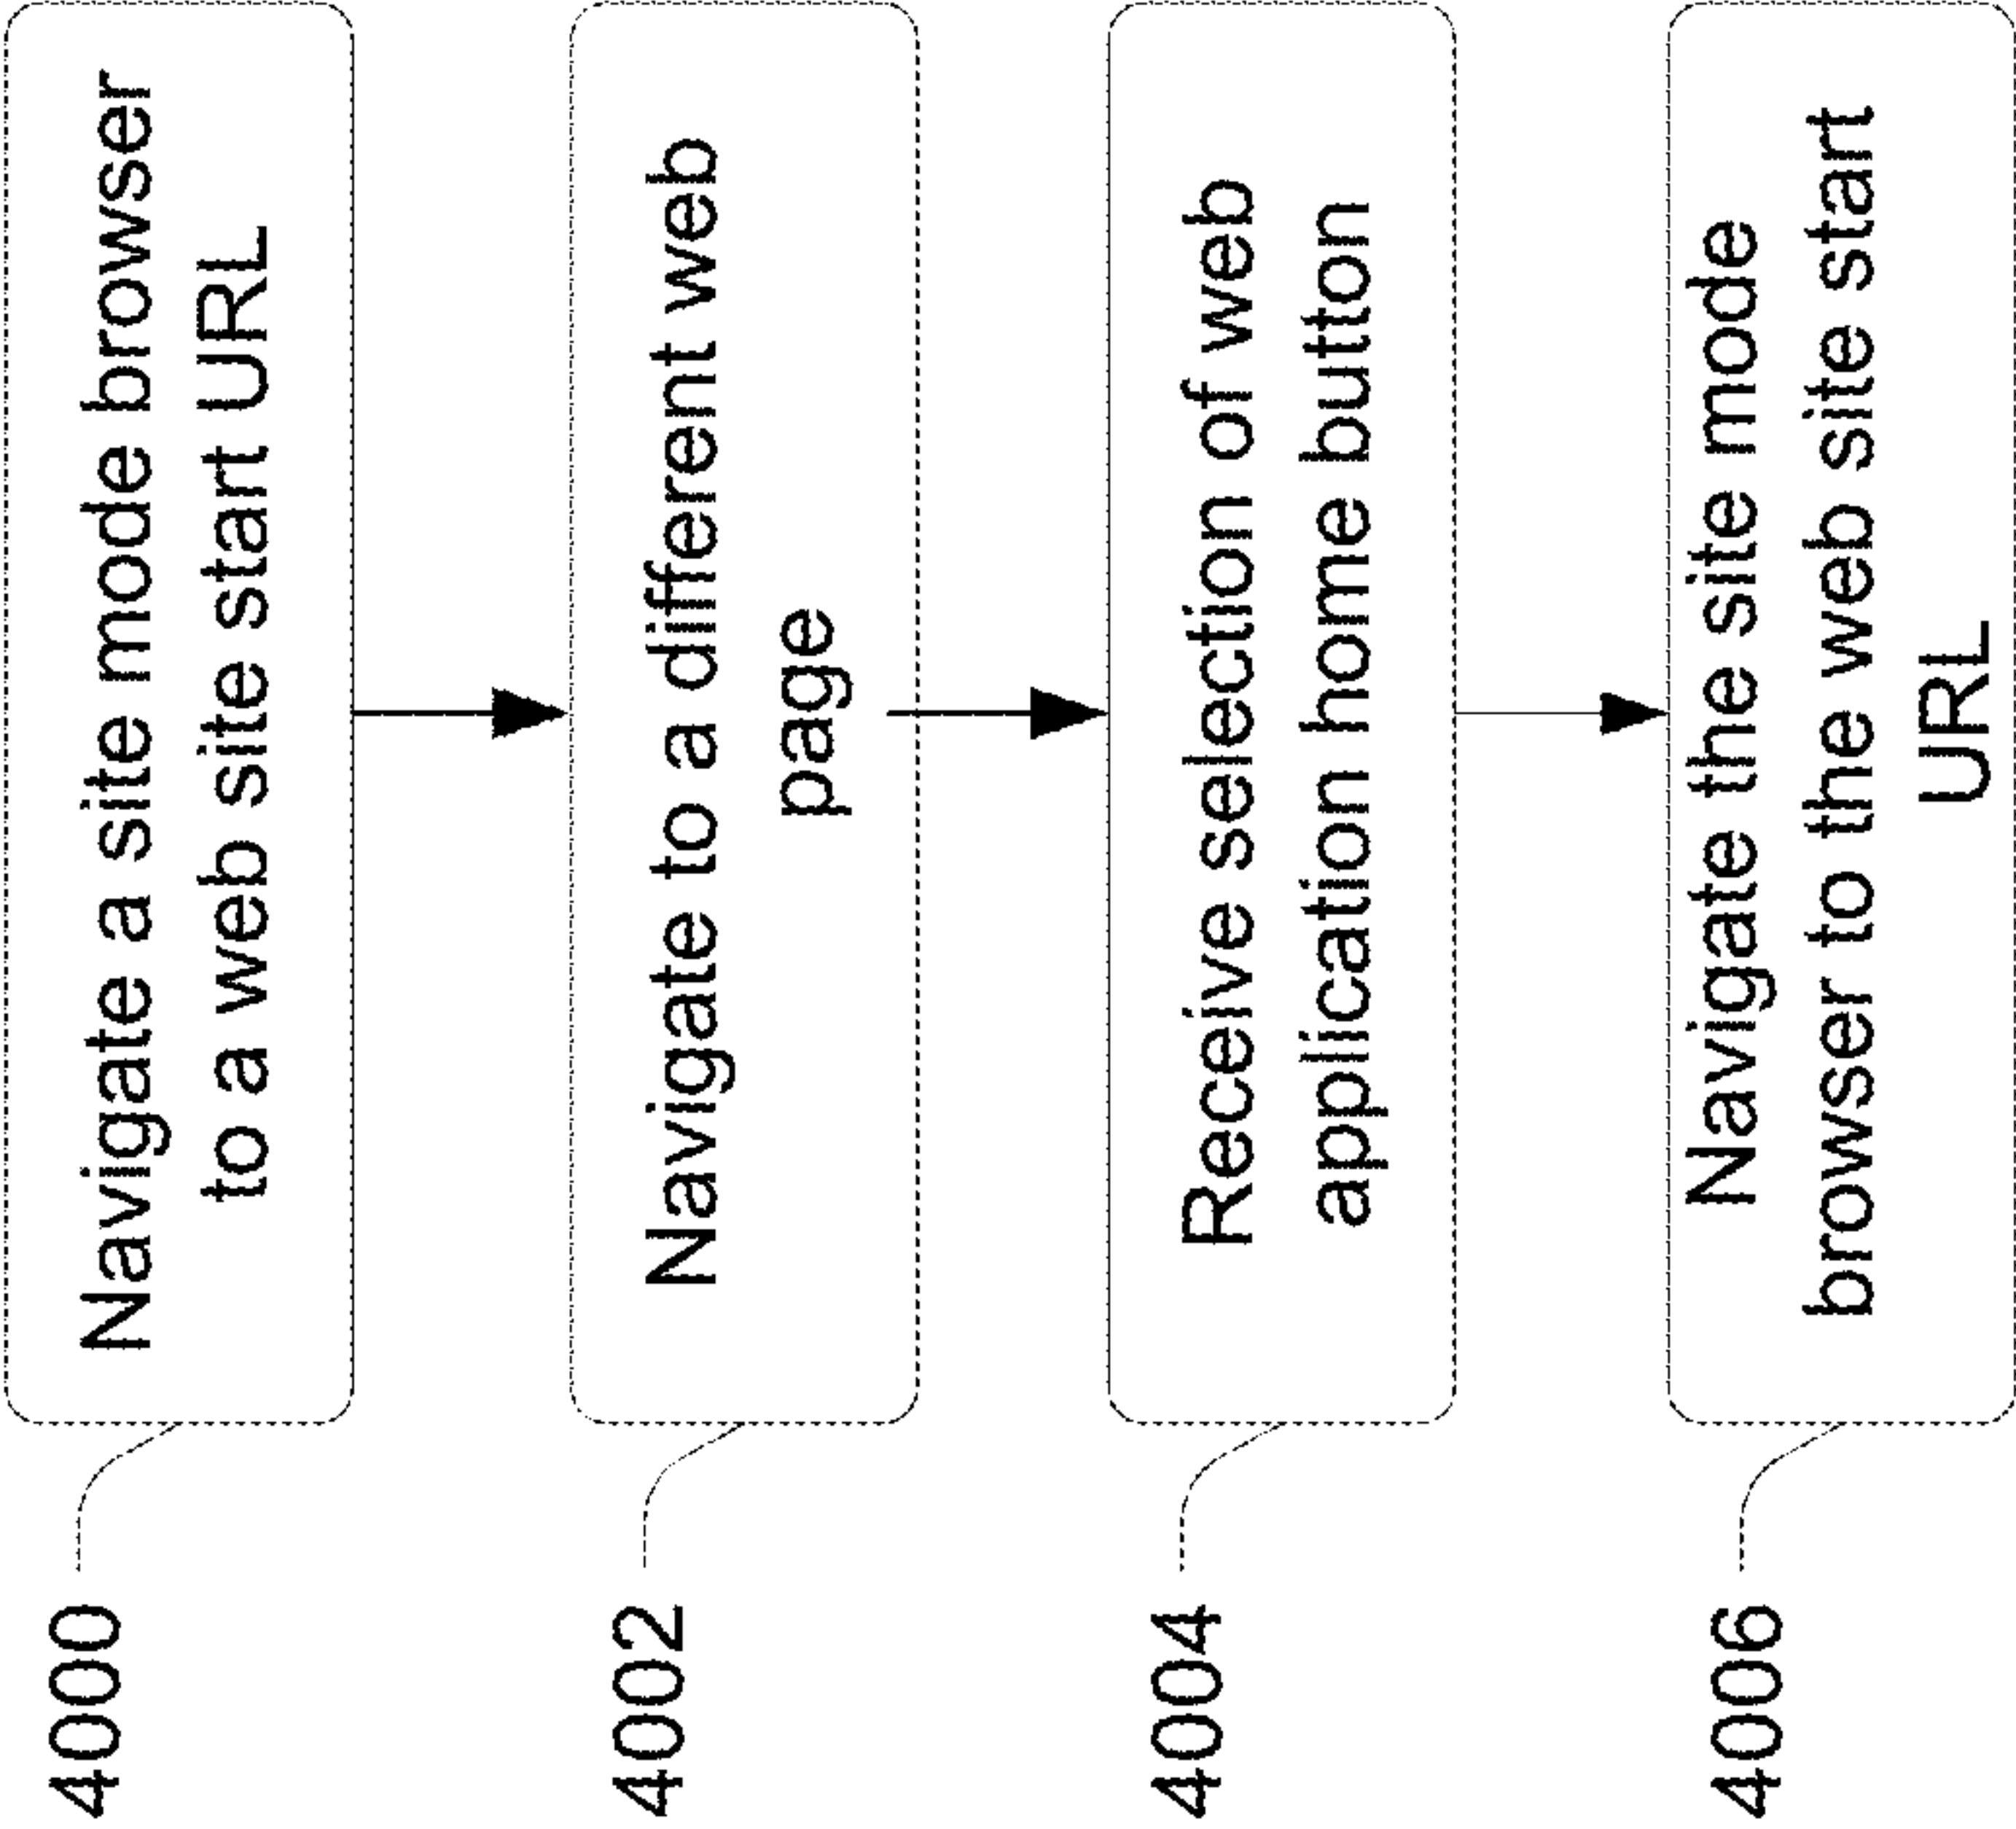 4000
Navigate a site mode browser
to a web site start URL
4002
Navigate to a different web
page
4004
Receive selection of web
application home button
4006
Navigate the site mode
browser to the web site start
URL